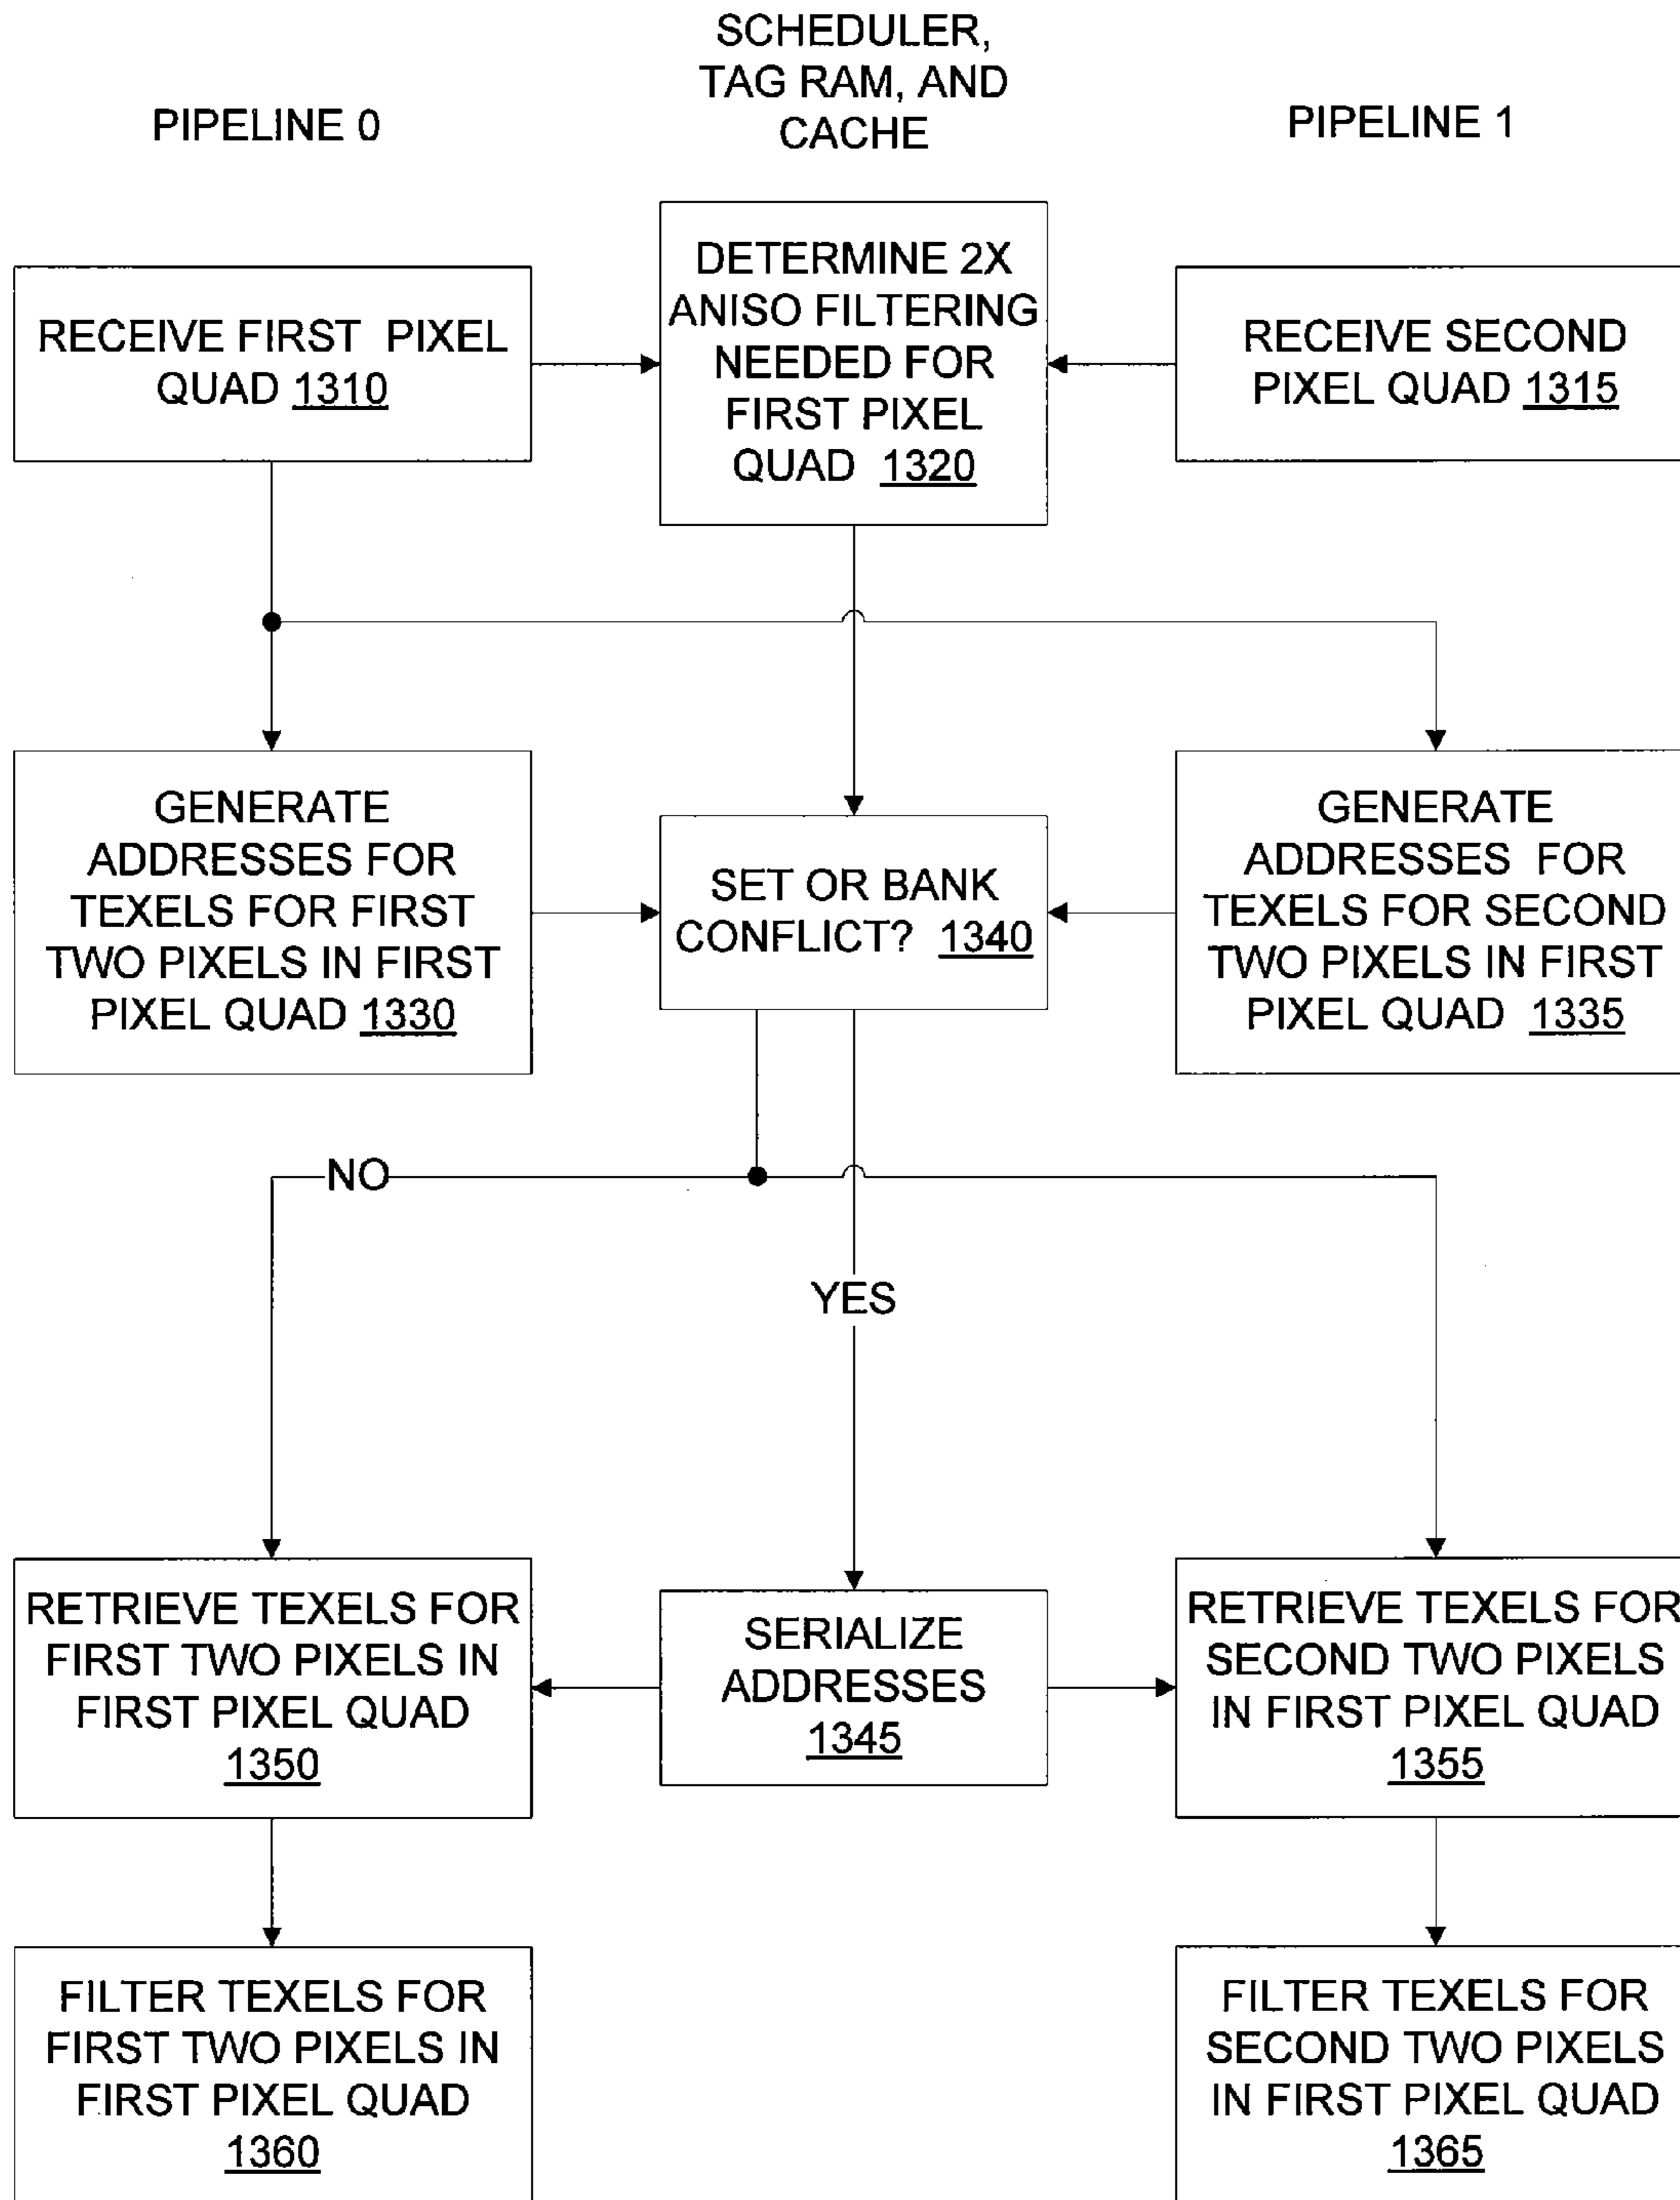 PIPELINE 0
SCHEDULER,
TAG RAM, AND
CACHE
PIPELINE 1
RECEIVE FIRST PIXEL
QUAD 1310
DETERMINE 2X
ANISO FILTERING
NEEDED FOR
FIRST PIXEL
QUAD 1320
RECEIVE SECOND
PIXEL QUAD 1315
GENERATE
ADDRESSES FOR
TEXELS FOR FIRST
TWO PIXELS IN FIRST
PIXEL QUAD 1330
SET OR BANK
CONFLICT? 1340
GENERATE
ADDRESSES FOR
TEXELS FOR SECOND
TWO PIXELS IN FIRST
PIXEL QUAD 1335
NO
YES
RETRIEVE TEXELS FOR
FIRST TWO PIXELS IN
FIRST PIXEL QUAD
1350
SERIALIZE
ADDRESSES
1345
RETRIEVE TEXELS FOR
SECOND TWO PIXELS
IN FIRST PIXEL QUAD
1355
FILTER TEXELS FOR
FIRST TWO PIXELS IN
FIRST PIXEL QUAD
1360
FILTER TEXELS FOR
SECOND TWO PIXELS
IN FIRST PIXEL QUAD
1365